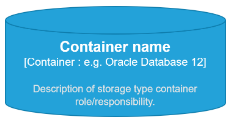 Container name
[Container : e.g. Oracle Database 12]
Description of storage type container
role/responsibility.